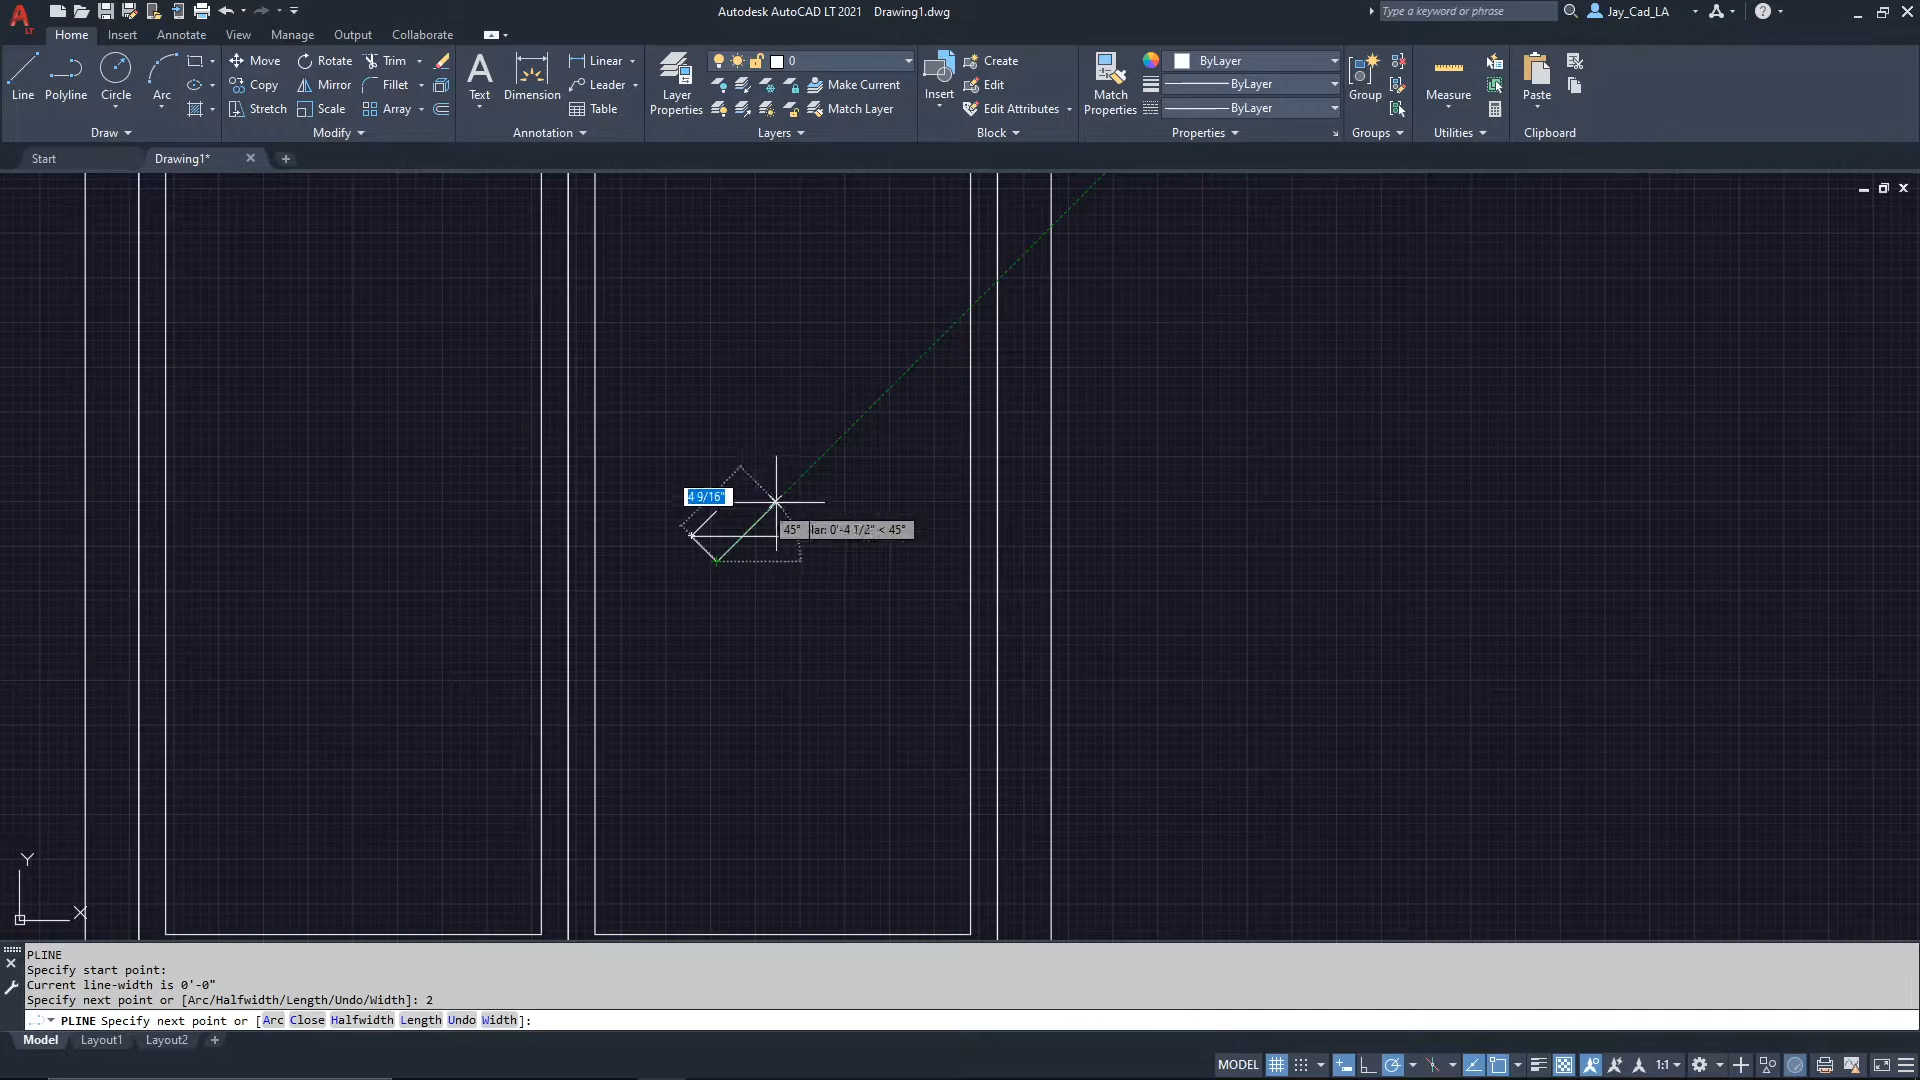 Autodesk AutoCAD LT 2021 Drawing1.dwg
Type a keyword or phrase
Jay_Cad_LA
LT
Home Insert Annotate View Manage Output Collaborate
Line
Polyline
Circle
Arc
Move
Rotate
Trim
Copy
Mirror
Fillet
Stretch
Scale
Array
Text
Dimension
Linear
Leader
Table
Layer
Properties
0
Make Current
Match Layer
Insert
Create
Edit
Edit Attributes
Match
Properties
ByLayer
ByLayer
ByLayer
Group
Measure
Paste
Draw
Modify
Annotation
Layers
Block
Properties
Groups
Utilities
Clipboard
Start
Drawing1*
4 9/16"
45°
lar: 0'-4 1/2" < 45°
Y
X
PLINE
Specify start point:
Current line-width is 0'-0"
Specify next point or [Arc/Halfwidth/Length/Undo/Width]: 2
PLINE Specify next point or [Arc Close Halfwidth Length Undo Width]:
Model Layout1 Layout2
MODEL
1:1